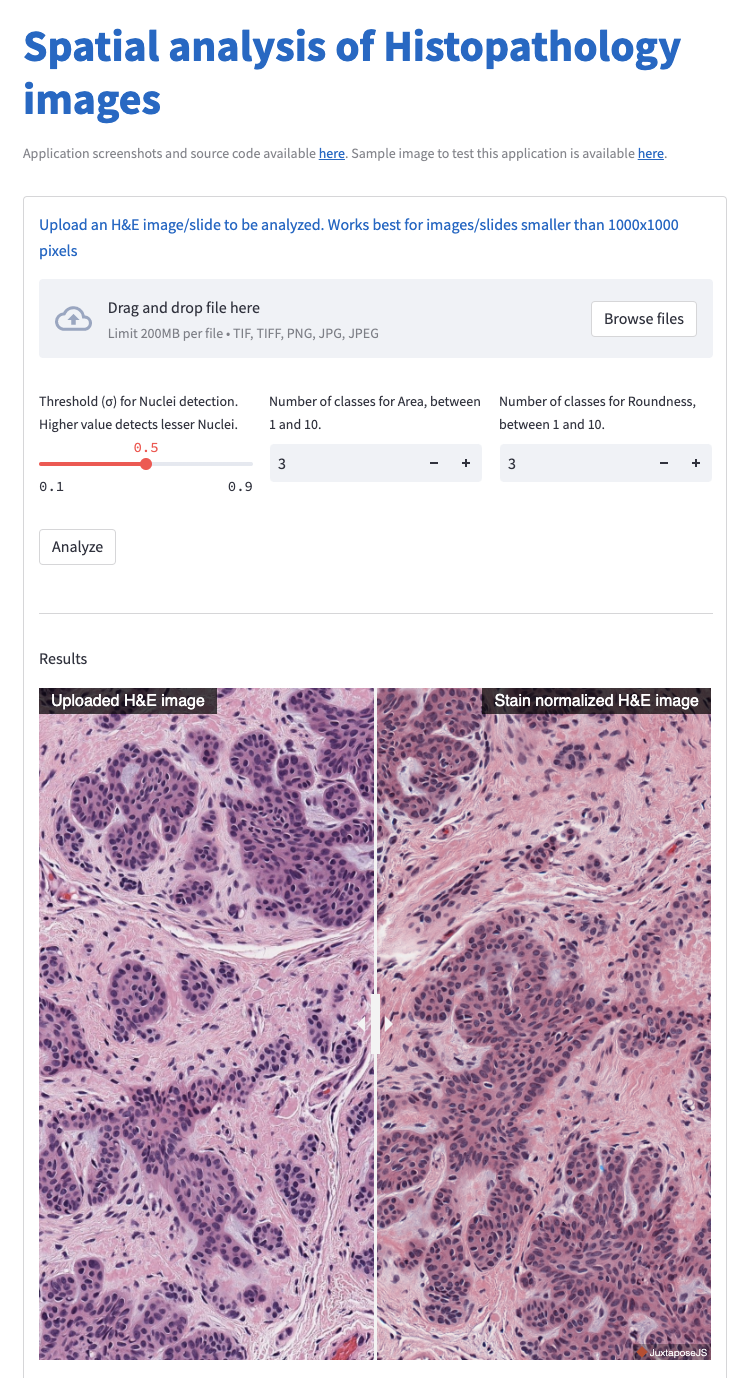 Spatial analysis of Histopathology
images
Application screenshots and source code available here. Sample image to test this application is available here.
Upload an H&E image/slide to be analyzed. Works best for images/slides smaller than 1000x1000
pixels
Drag and drop file here
Limit 200MB per file • TIF, TIFF, PNG, JPG, JPEG
Browse files
Threshold (σ) for Nuclei detection.
Higher value detects lesser Nuclei.
0.5
0.1
0.9
Number of classes for Area, between
1 and 10.
3
− +
Number of classes for Roundness,
between 1 and 10.
3
− +
Analyze
Results
Uploaded H&E image
Stain normalized H&E image
JuxtaposeJS